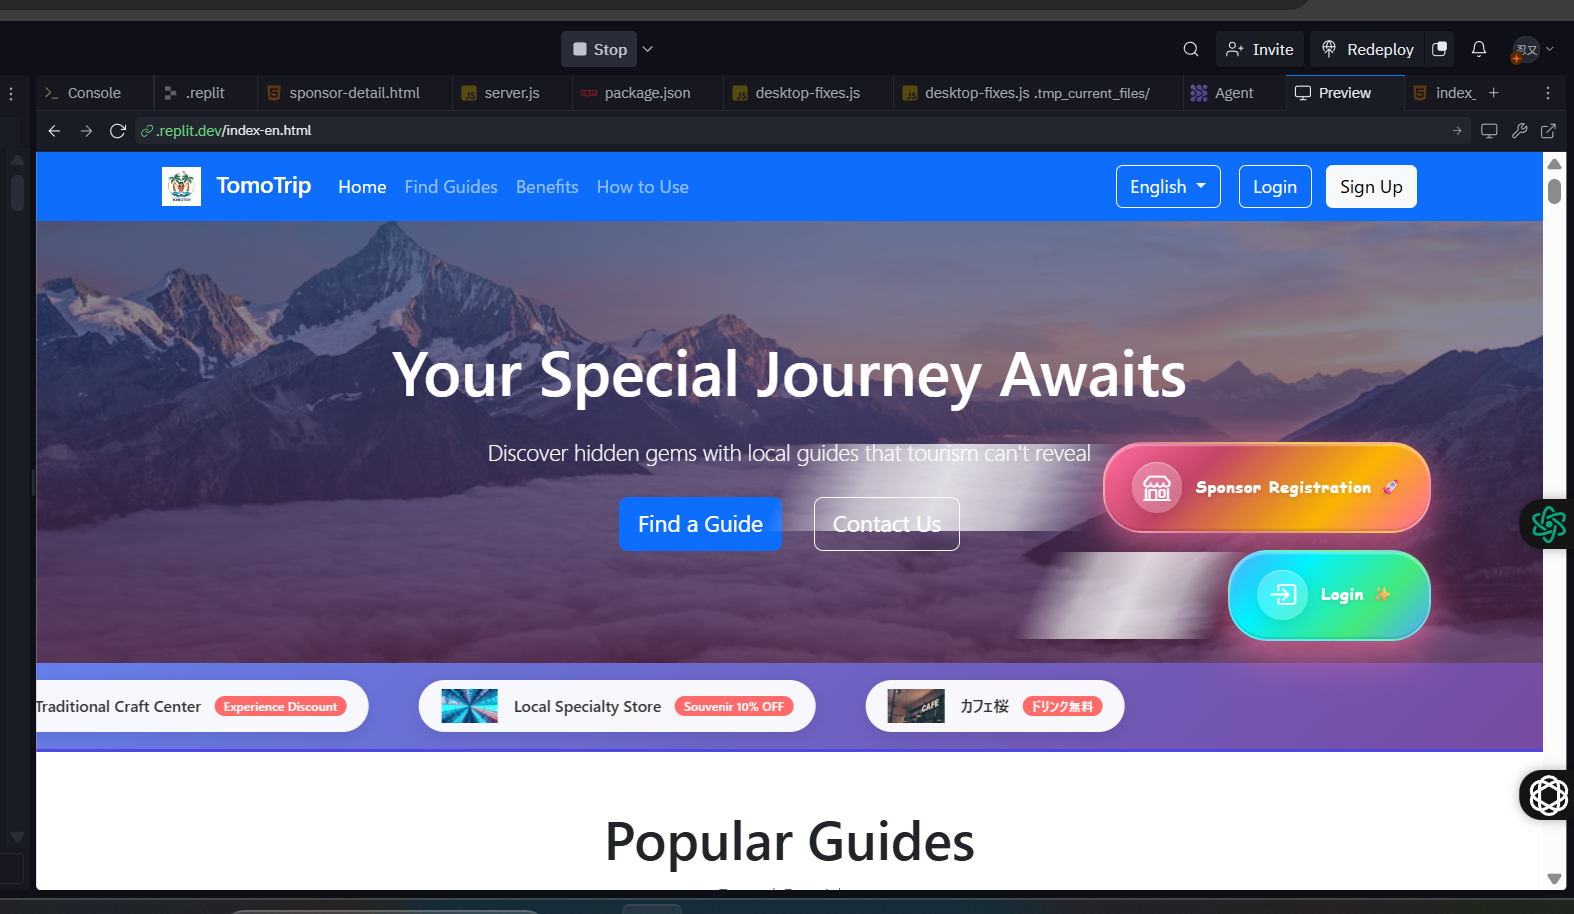 Stop
Invite
Redeploy
Console
.replit
sponsor-detail.html
server.js
package.json
desktop-fixes.js
desktop-fixes.js .tmp_current_files/
Agent
Preview
index_
.replit.dev/index-en.html
TomoTrip
Home
Find Guides
Benefits
How to Use
English
Login
Sign Up
Your Special Journey Awaits
Discover hidden gems with local guides that tourism can't reveal
Find a Guide
Contact Us
Sponsor Registration 🚀
Login ✨
Traditional Craft Center
Experience Discount
Local Specialty Store
Souvenir 10% OFF
CAFE
カフェ桜
ドリンク無料
Popular Guides